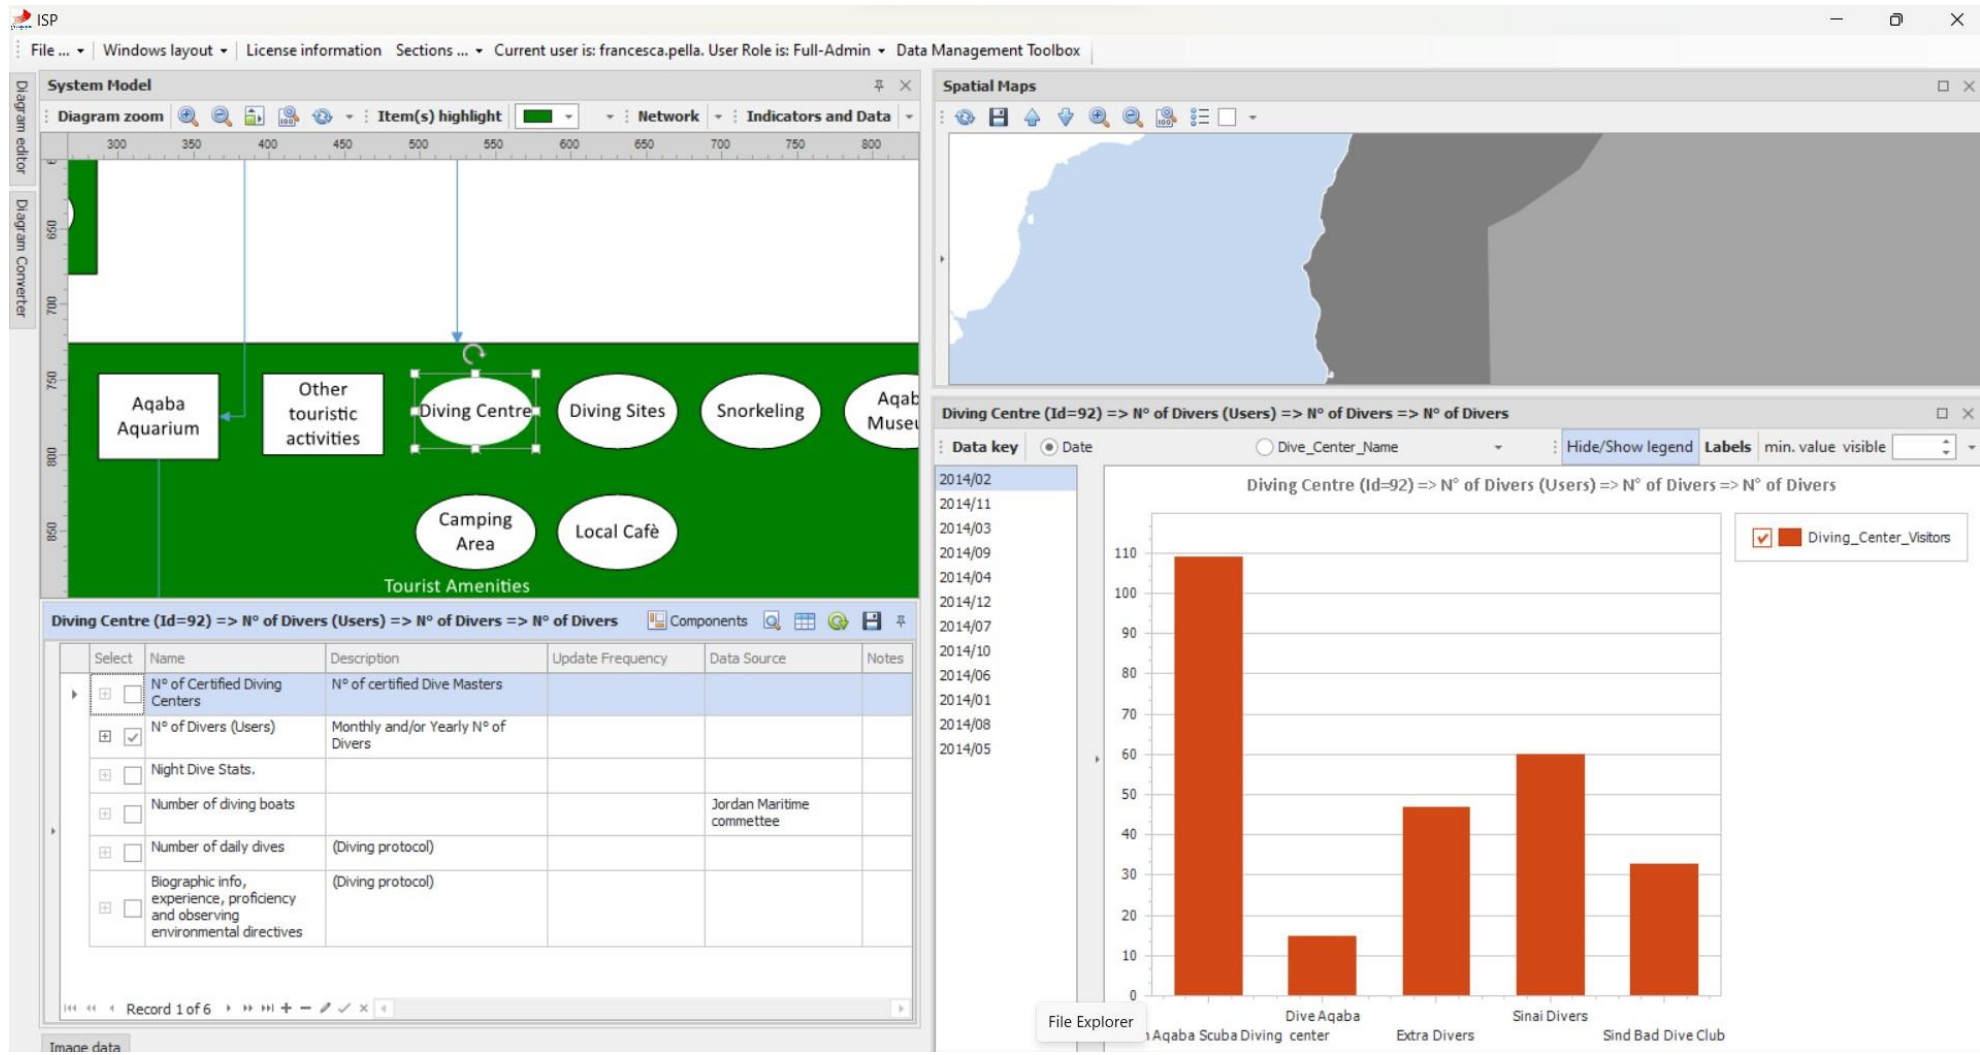 ISP
File ... License information Windows layout Sections ... Current user is: francesca.pella. User Role is: Full-Admin Data Management Toolbox
Diagram editor
Diagram Converter
System Model
Diagram zoom Item(s) highlight Network Indicators and Data
300 350 400 450 500 550 600 650 700 750 800
650
700
750
800
850
Aqaba
Aquarium
Other
touristic
activities
Diving Centre
Diving Sites
Snorkeling
Camping
Area
Local Cafè
Tourist Amenities
Diving Centre (Id=92) => N° of Divers (Users) => N° of Divers => N° of Divers Components
Select Name Description Update Frequency Data Source Notes
N° of Certified Diving
Centers
N° of certified Dive Masters
N° of Divers (Users)
Monthly and/or Yearly N° of
Divers
Night Dive Stats.
Number of diving boats
Jordan Maritime
commettee
Number of daily dives
(Diving protocol)
Biographic info,
experience, proficiency
and observing
environmental directives
(Diving protocol)
Record 1 of 6
Image data
Spatial Maps
Diving Centre (Id=92) => N° of Divers (Users) => N° of Divers => N° of Divers
Data key Date Dive_Center_Name Hide/Show legend Labels min. value visible
2014/02
2014/11
2014/03
2014/09
2014/04
2014/12
2014/07
2014/10
2014/06
2014/01
2014/08
2014/05
Diving Centre (Id=92) => N° of Divers (Users) => N° of Divers => N° of Divers
Diving_Center_Visitors
110
100
90
80
70
60
50
40
30
20
10
0
File Explorer
Aqaba Scuba Diving
Dive Aqaba
center
Extra Divers
Sinai Divers
Sind Bad Dive Club